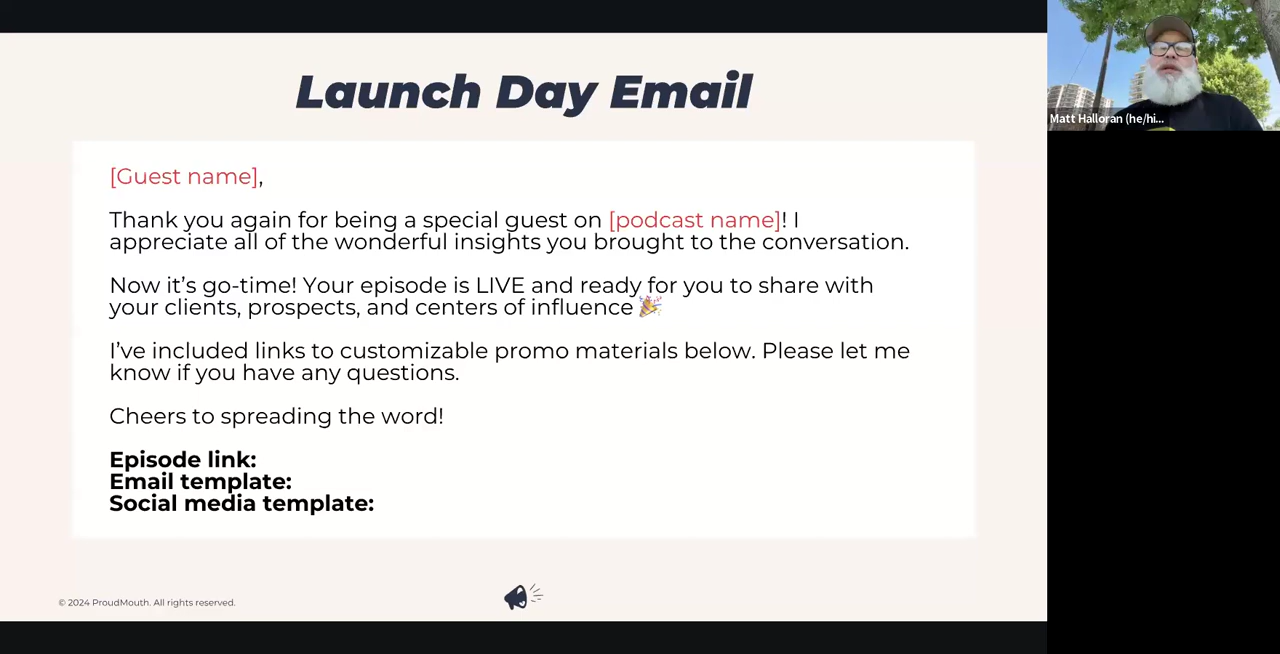 Launch Day Email
[Guest name],
Thank you again for being a special guest on [podcast name]! I
appreciate all of the wonderful insights you brought to the conversation.
Now it’s go-time! Your episode is LIVE and ready for you to share with
your clients, prospects, and centers of influence 🎉
I’ve included links to customizable promo materials below. Please let me
know if you have any questions.
Cheers to spreading the word!
Episode link:
Email template:
Social media template:
© 2024 ProudMouth. All rights reserved.
Matt Halloran (he/hi...